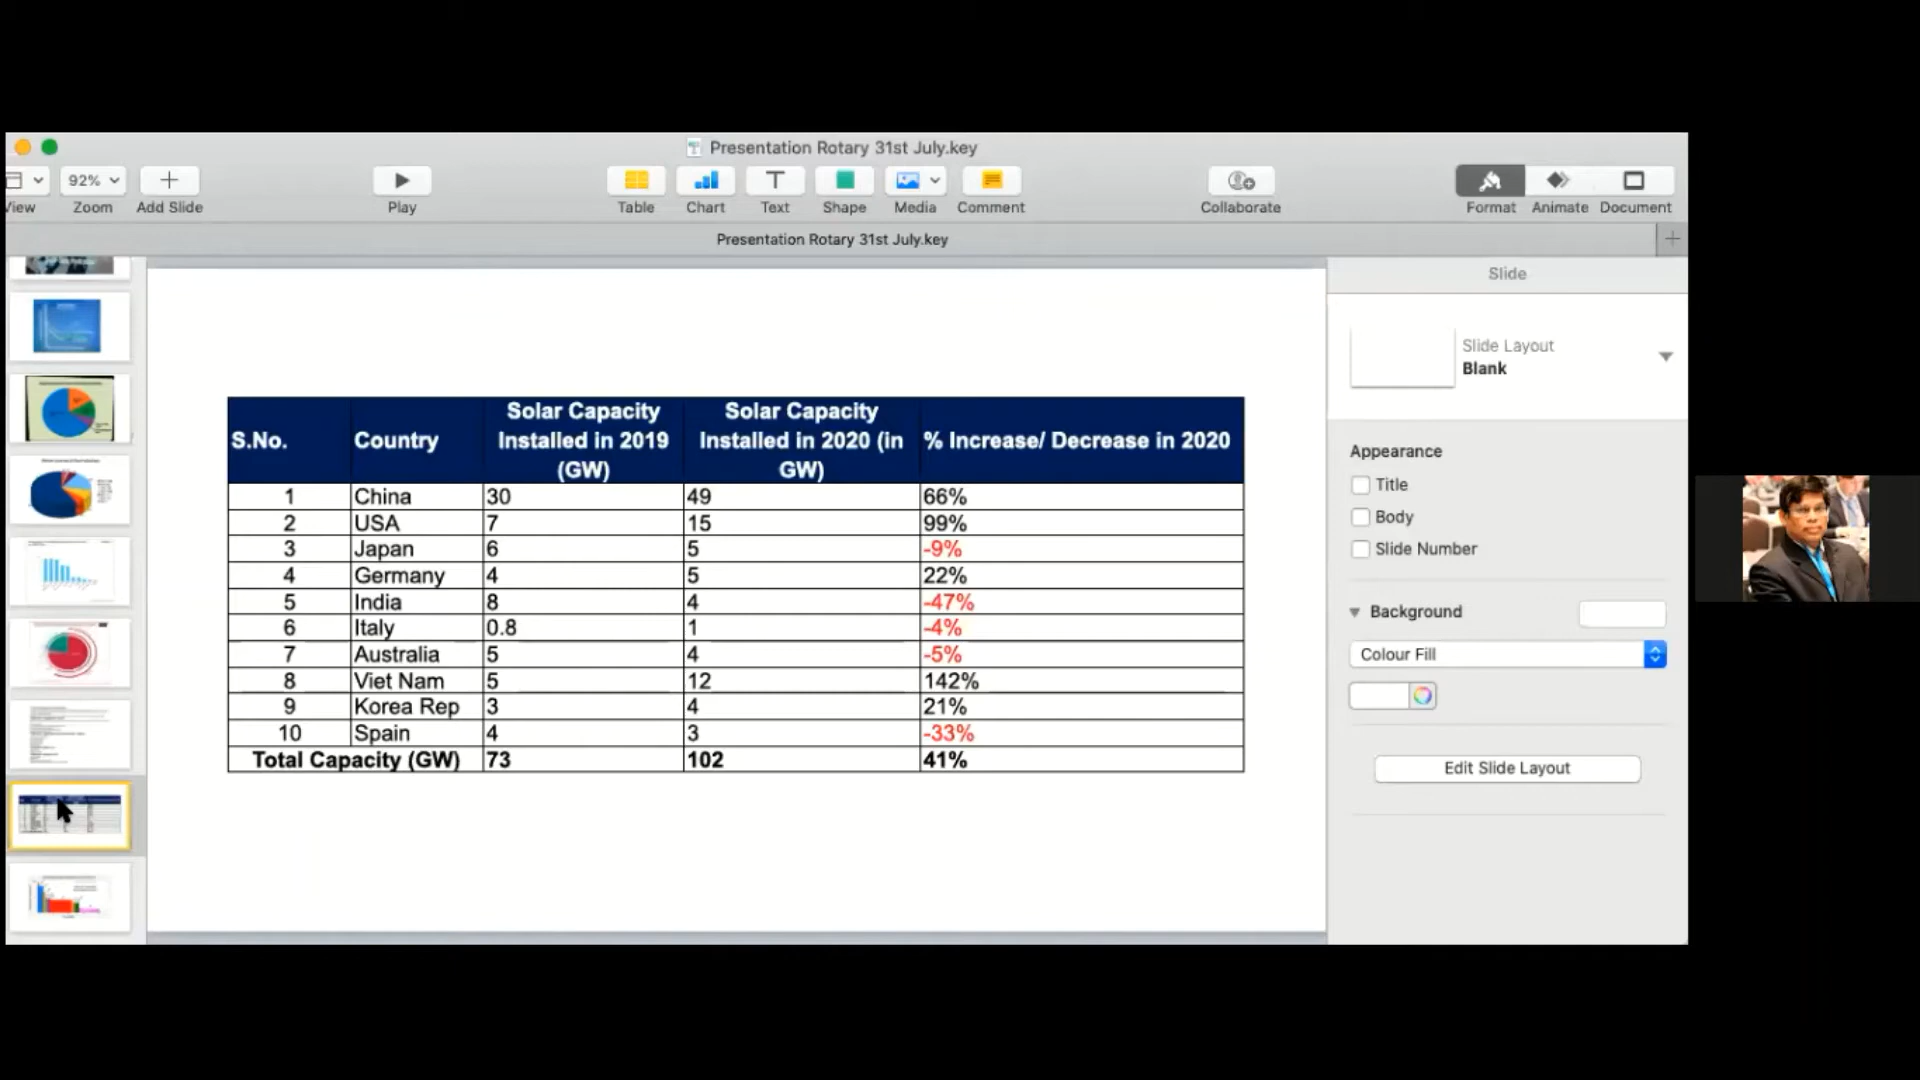 Presentation Rotary 31st July.key
92%
View Zoom Add Slide Play Table Chart Text Shape Media Comment Collaborate Format Animate Document
Presentation Rotary 31st July.key
Slide
Slide Layout
Blank
Appearance
Title
Body
Slide Number
Background
Colour Fill
Edit Slide Layout
S.No. Country Solar Capacity Installed in 2019 (GW) Solar Capacity Installed in 2020 (in GW) % Increase/ Decrease in 2020
1 China 30 49 66%
2 USA 7 15 99%
3 Japan 6 5 -9%
4 Germany 4 5 22%
5 India 8 4 -47%
6 Italy 0.8 1 -4%
7 Australia 5 4 -5%
8 Viet Nam 5 12 142%
9 Korea Rep 3 4 21%
10 Spain 4 3 -33%
Total Capacity (GW) 73 102 41%